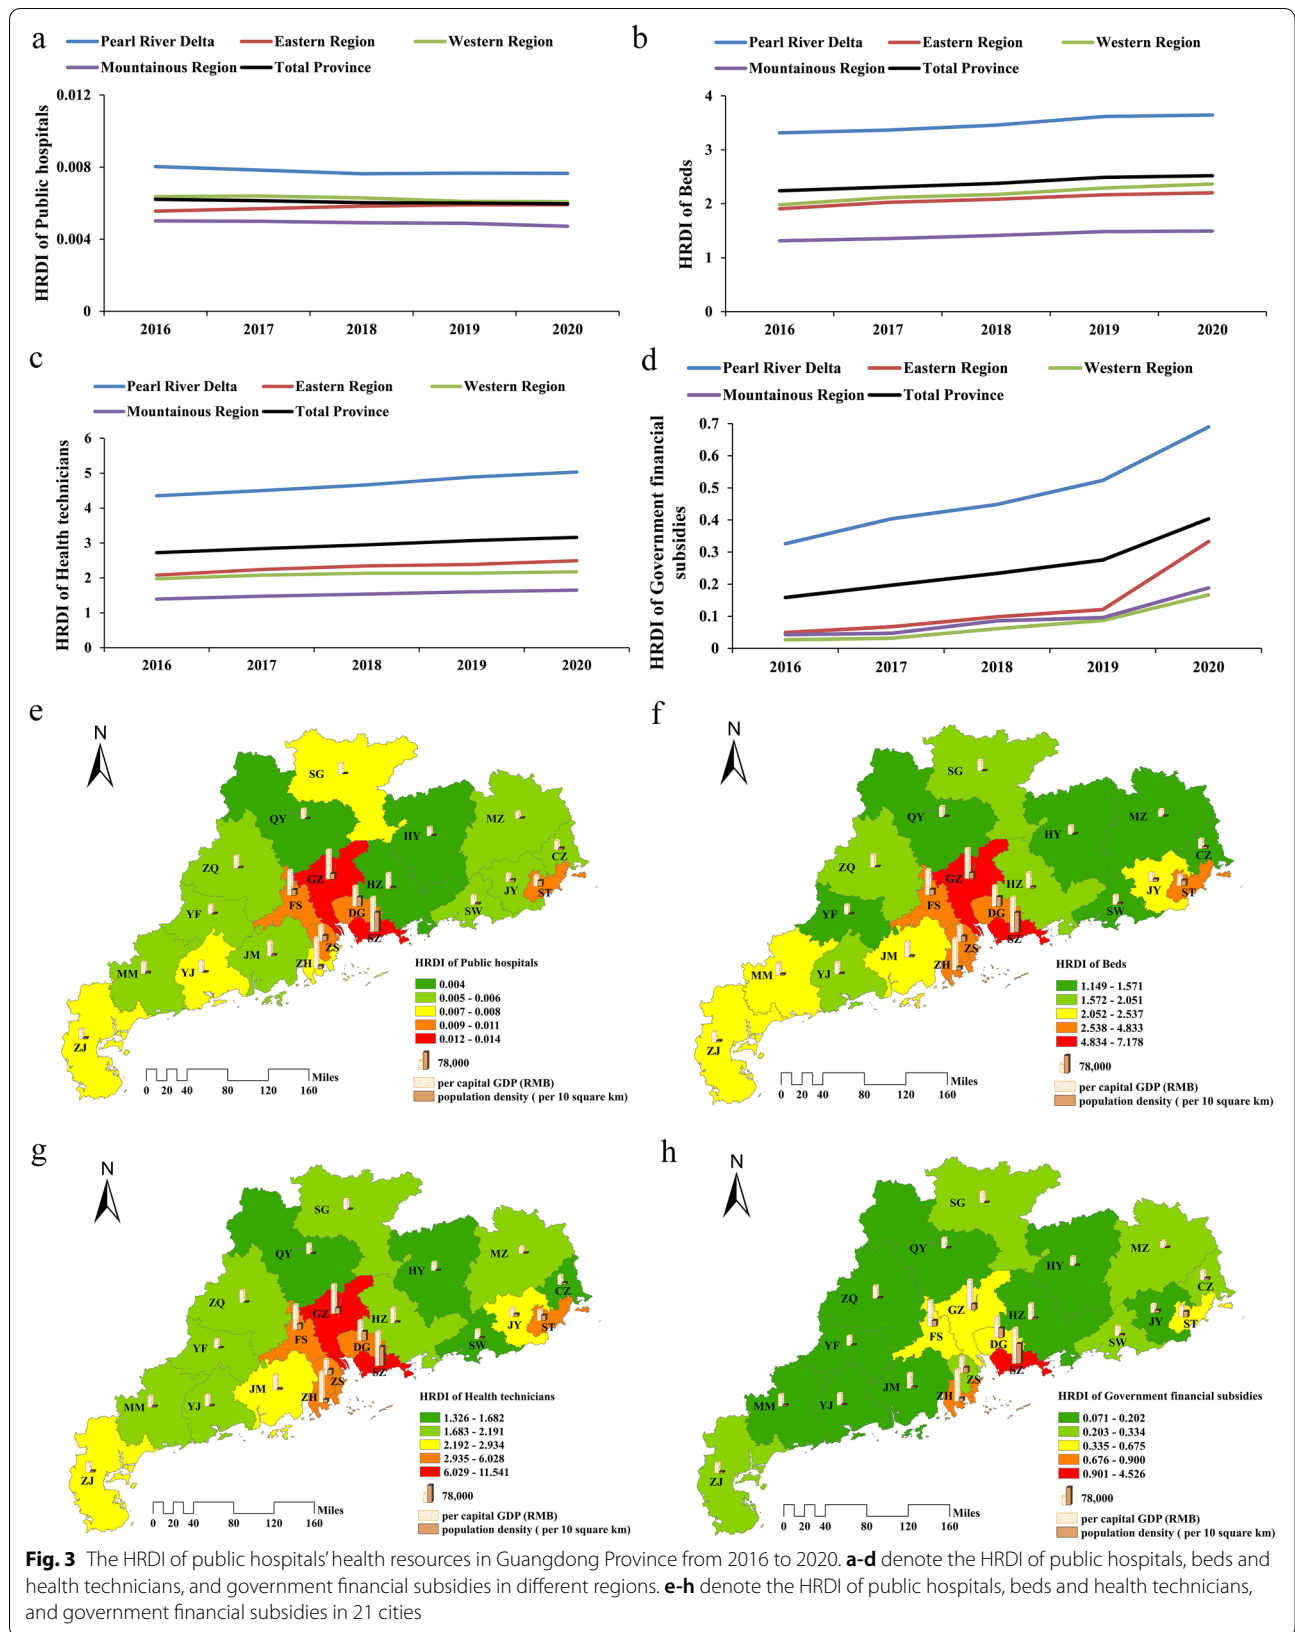 a
Pearl River Delta Eastern Region Western Region
Mountainous Region Total Province
HRDI of Public hospitals
0.012
0.008
0.004
0
2016 2017 2018 2019 2020
b
Pearl River Delta Eastern Region Western Region
Mountainous Region Total Province
HRDI of Beds
4
3
2
1
0
2016 2017 2018 2019 2020
c
Pearl River Delta Eastern Region Western Region
Mountainous Region Total Province
HRDI of Health technicians
6
5
4
3
2
1
0
2016 2017 2018 2019 2020
d
Pearl River Delta Eastern Region Western Region
Mountainous Region Total Province
HRDI of Government financial
subsidies
0.7
0.6
0.5
0.4
0.3
0.2
0.1
0
2016 2017 2018 2019 2020
e
N
SG
QY
HY
MZ
CZ
ZQ
GZ
HZ
JY
ST
FS
DG
SW
YF
SZ
ZS
JM
ZH
MM
YJ
ZJ
HRDI of Public hospitals
0.004
0.005 - 0.006
0.007 - 0.008
0.009 - 0.011
0.012 - 0.014
78,000
per capital GDP (RMB)
population density ( per 10 square km)
Miles
0 20 40 80 120 160
f
N
SG
QY
HY
MZ
CZ
ZQ
GZ
HZ
JY
ST
FS
DG
SW
YF
SZ
ZS
JM
ZH
MM
YJ
ZJ
HRDI of Beds
1.149 - 1.571
1.572 - 2.051
2.052 - 2.537
2.538 - 4.833
4.834 - 7.178
78,000
per capital GDP (RMB)
population density ( per 10 square km)
Miles
0 20 40 80 120 160
g
N
SG
QY
HY
MZ
CZ
ZQ
GZ
HZ
JY
ST
FS
DG
SW
YF
SZ
ZS
JM
ZH
MM
YJ
ZJ
HRDI of Health technicians
1.326 - 1.682
1.683 - 2.191
2.192 - 2.934
2.935 - 6.028
6.029 - 11.541
78,000
per capital GDP (RMB)
population density ( per 10 square km)
Miles
0 20 40 80 120 160
h
N
SG
QY
HY
MZ
CZ
ZQ
GZ
HZ
JY
ST
FS
DG
SW
YF
SZ
ZS
JM
ZH
MM
YJ
ZJ
HRDI of Government financial subsidies
0.071 - 0.202
0.203 - 0.334
0.335 - 0.675
0.676 - 0.900
0.901 - 4.526
78,000
per capital GDP (RMB)
population density ( per 10 square km)
Miles
0 20 40 80 120 160
Fig. 3 The HRDI of public hospitals' health resources in Guangdong Province from 2016 to 2020. a-d denote the HRDI of public hospitals, beds and
health technicians, and government financial subsidies in different regions. e-h denote the HRDI of public hospitals, beds and health technicians,
and government financial subsidies in 21 cities